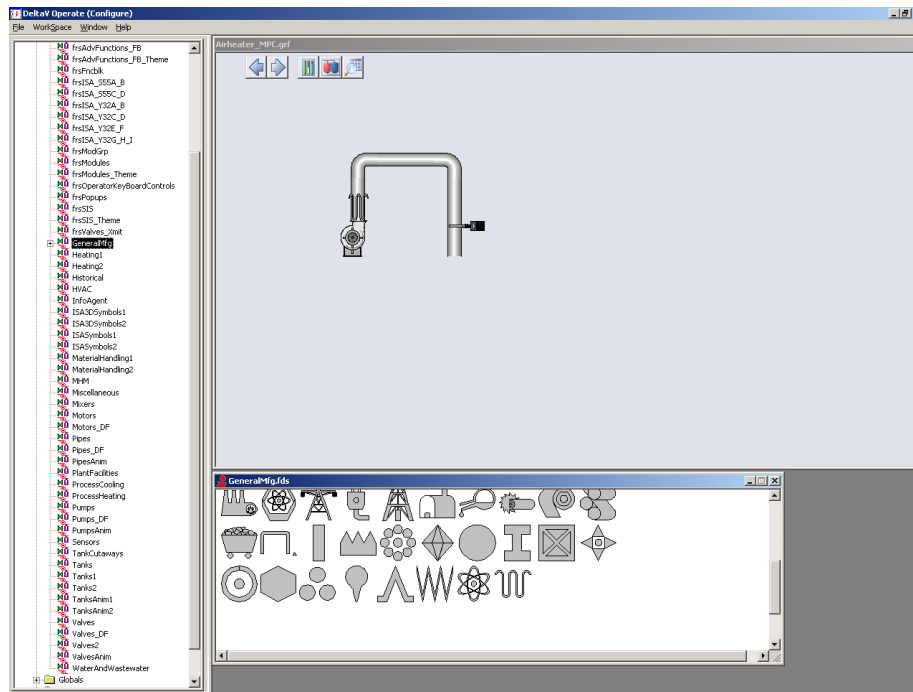 DeltaV Operate (Configure)
File WorkSpace Window Help
frsAdvFunctions_FB
frsAdvFunctions_FB_Theme
frsFncblk
frsISA_S55A_B
frsISA_S55C_D
frsISA_Y32A_B
frsISA_Y32C_D
frsISA_Y32E_F
frsISA_Y32G_H_I
frsModGrp
frsModules
frsModules_Theme
frsOperatorKeyBoardControls
frsPopups
frsSIS
frsSIS_Theme
frsValves_Xmit
GeneralMfg
Heating1
Heating2
Historical
HVAC
InfoAgent
ISA3DSymbols1
ISA3DSymbols2
ISASymbols1
ISASymbols2
MaterialHandling1
MaterialHandling2
MHM
Miscellaneous
Mixers
Motors
Motors_DF
Pipes
Pipes_DF
PipesAnim
PlantFacilities
ProcessCooling
ProcessHeating
Pumps
Pumps_DF
PumpsAnim
Sensors
TankCutaways
Tanks
Tanks1
Tanks2
TanksAnim1
TanksAnim2
Valves
Valves_DF
Valves2
ValvesAnim
WaterAndWastewater
Globals
Airheater_MPC.grf
GeneralMfg.fds